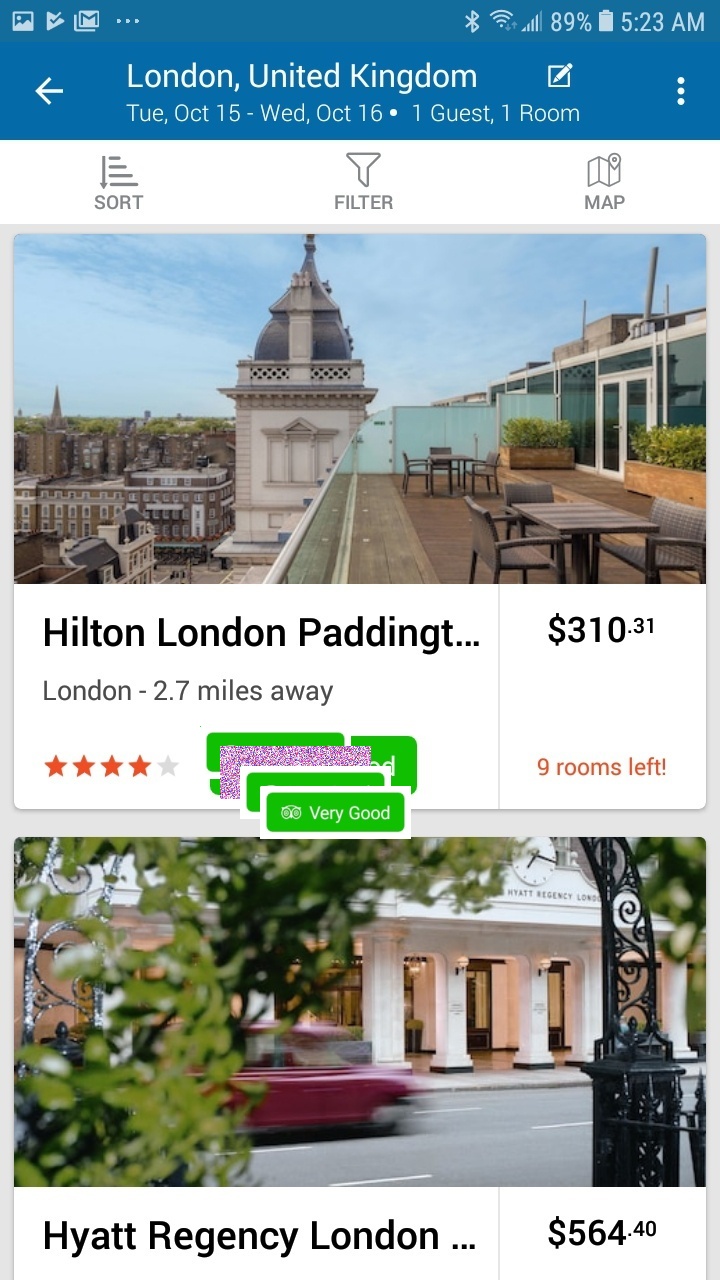 89% 5:23 AM
London, United Kingdom
Tue, Oct 15 - Wed, Oct 16 • 1 Guest, 1 Room
SORT
FILTER
MAP
Hilton London Paddingt...
$310.31
London - 2.7 miles away
9 rooms left!
Very Good
HYATT REGENCY
Hyatt Regency London ...
$564.40